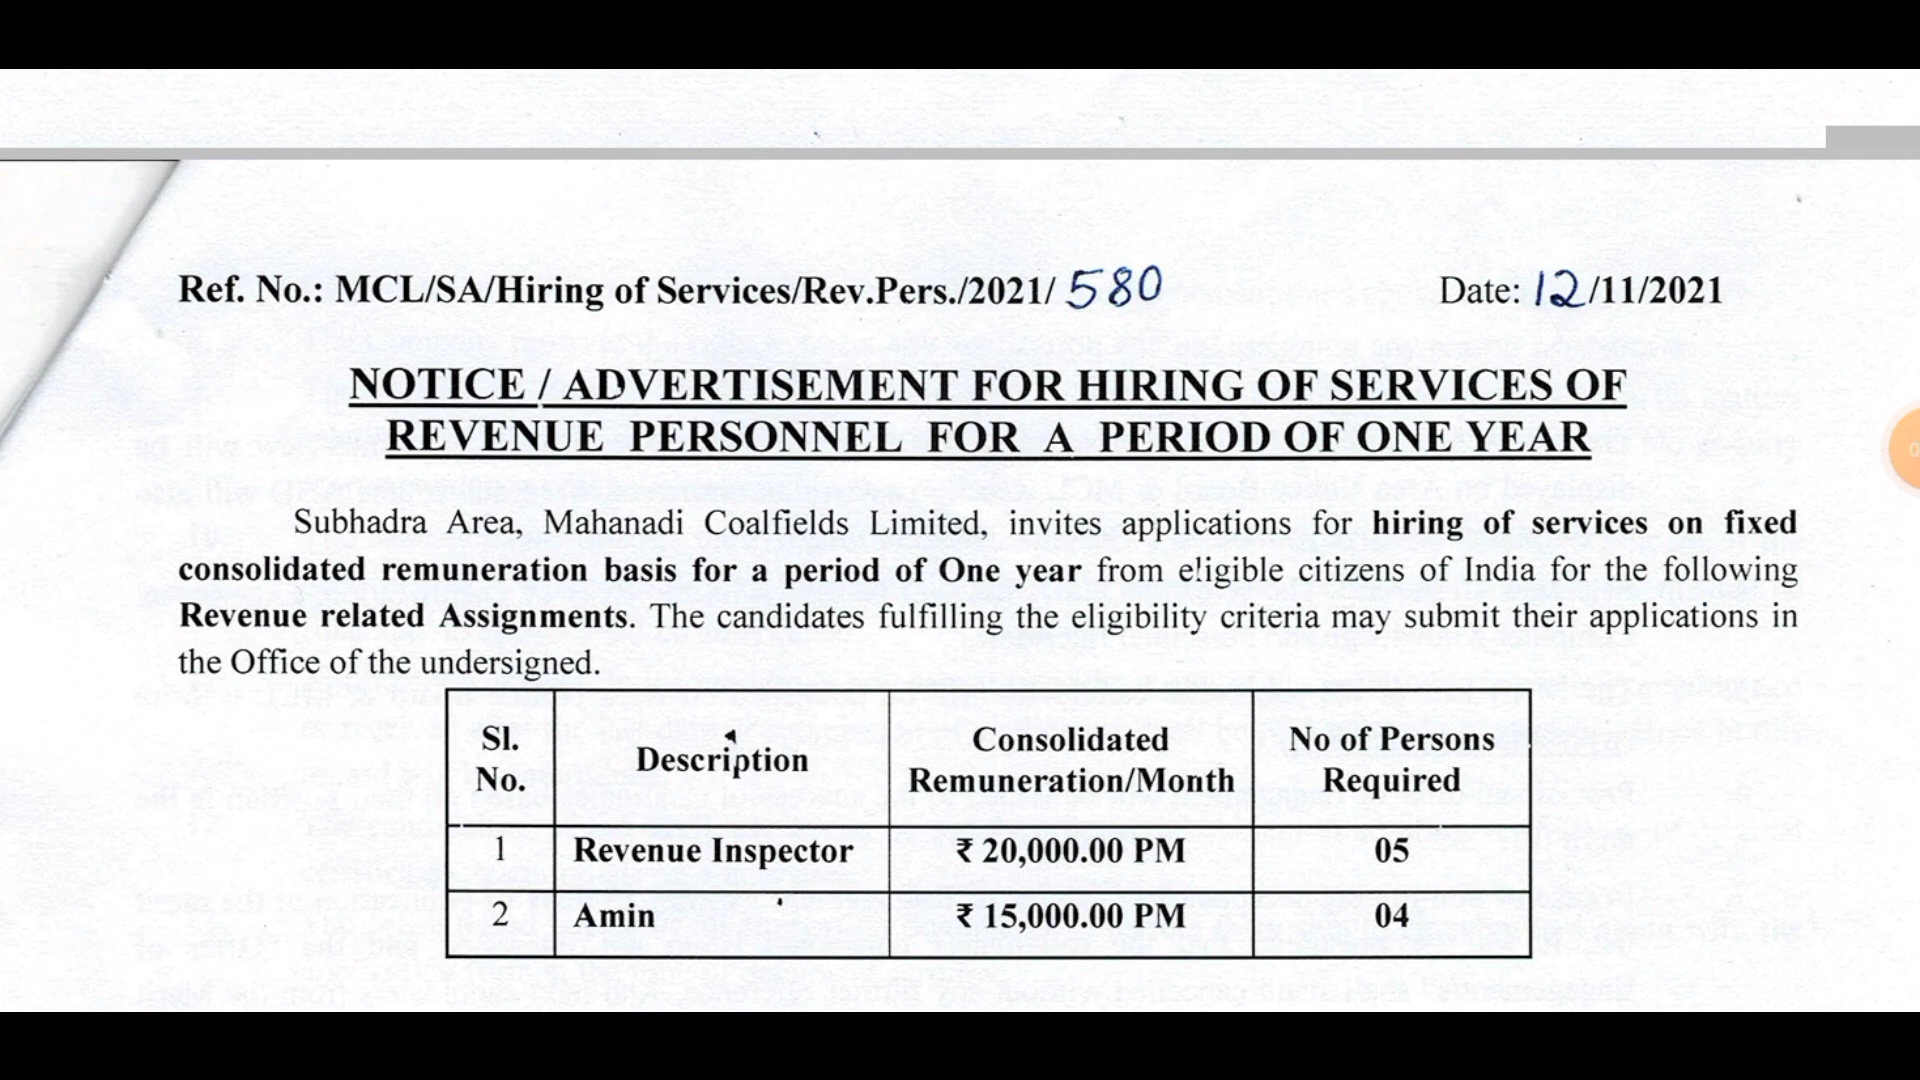 Ref. No.: MCL/SA/Hiring of Services/Rev.Pers./2021/ 580 Date: 12/11/2021
NOTICE / ADVERTISEMENT FOR HIRING OF SERVICES OF
REVENUE PERSONNEL FOR A PERIOD OF ONE YEAR
Subhadra Area, Mahanadi Coalfields Limited, invites applications for hiring of services on fixed
consolidated remuneration basis for a period of One year from eligible citizens of India for the following
Revenue related Assignments. The candidates fulfilling the eligibility criteria may submit their applications in
the Office of the undersigned.
Sl. No. Description Consolidated Remuneration/Month No of Persons Required
1 Revenue Inspector ₹ 20,000.00 PM 05
2 Amin ₹ 15,000.00 PM 04